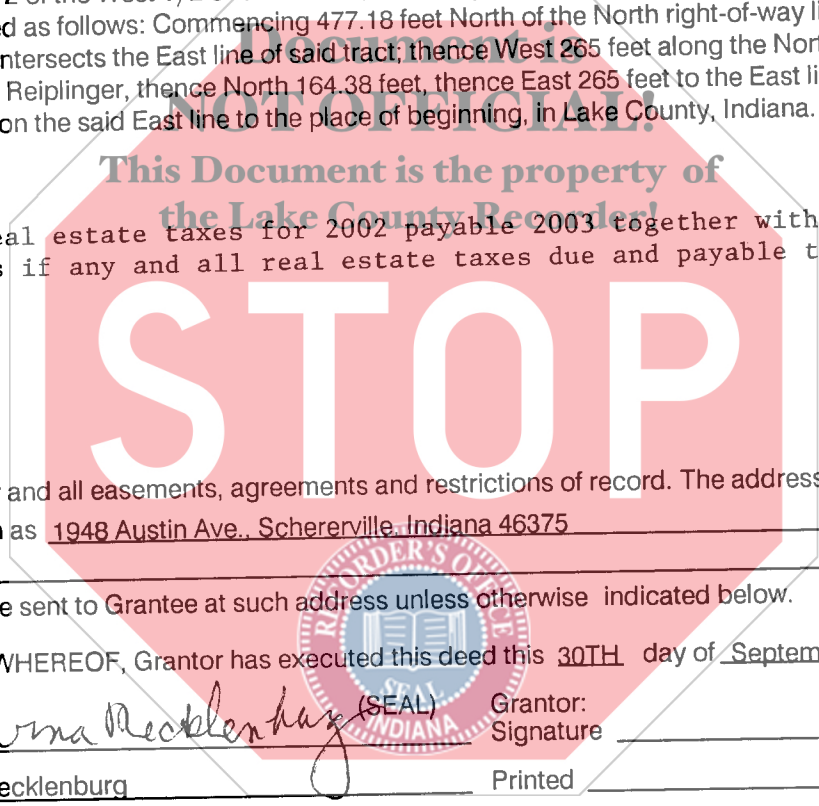 ed as follows: Commencing 477.18 feet North of the North right-of-way li
ntersects the East line of said tract; thence West 265 feet along the Nor
Reiplinger, thence North 164.38 feet, thence East 265 feet to the East li
on the said East line to the place of beginning, in Lake County, Indiana.
Document is
NOT OFFICIAL!
This Document is the property of
the Lake County Recorder!
eal estate taxes for 2002 payable 2003 together with
s if any and all real estate taxes due and payable t
STOP
and all easements, agreements and restrictions of record. The address
as 1948 Austin Ave., Schererville, Indiana 46375
RECORDER'S OFFICE
SEAL
INDIANA
e sent to Grantee at such address unless otherwise indicated below.
WHEREOF, Grantor has executed this deed this 30TH day of Septem
rma Recklenburg (SEAL) Grantor:
Signature
ecklenburg Printed